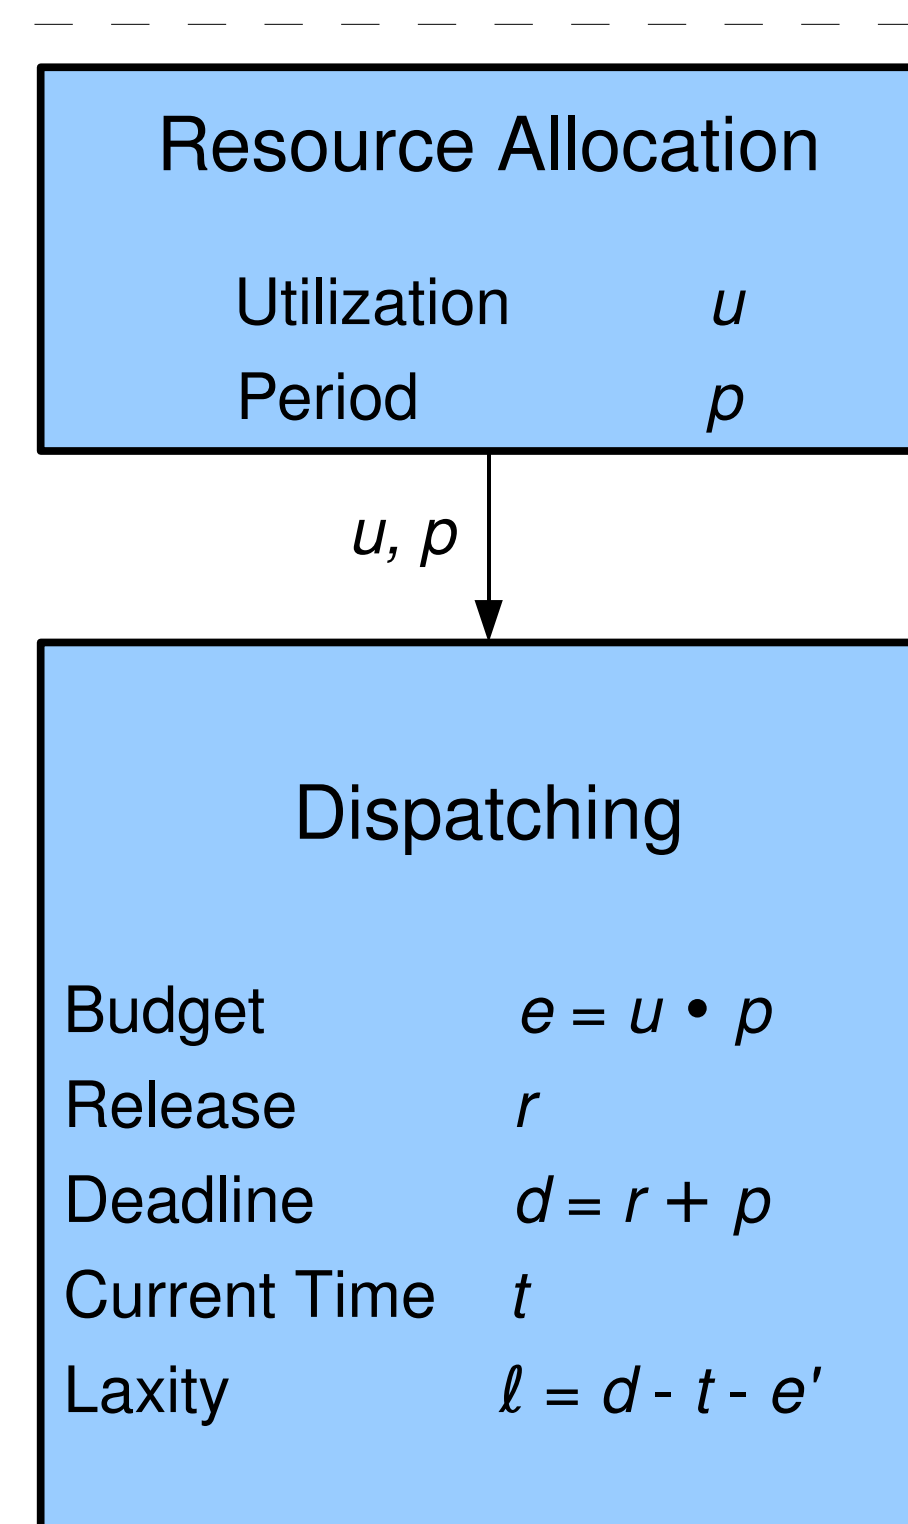 Resource Allocation
Utilization u
Period p
u, p
Dispatching
Budget e = u • p
Release r
Deadline d = r + p
Current Time t
Laxity ℓ = d - t - e'